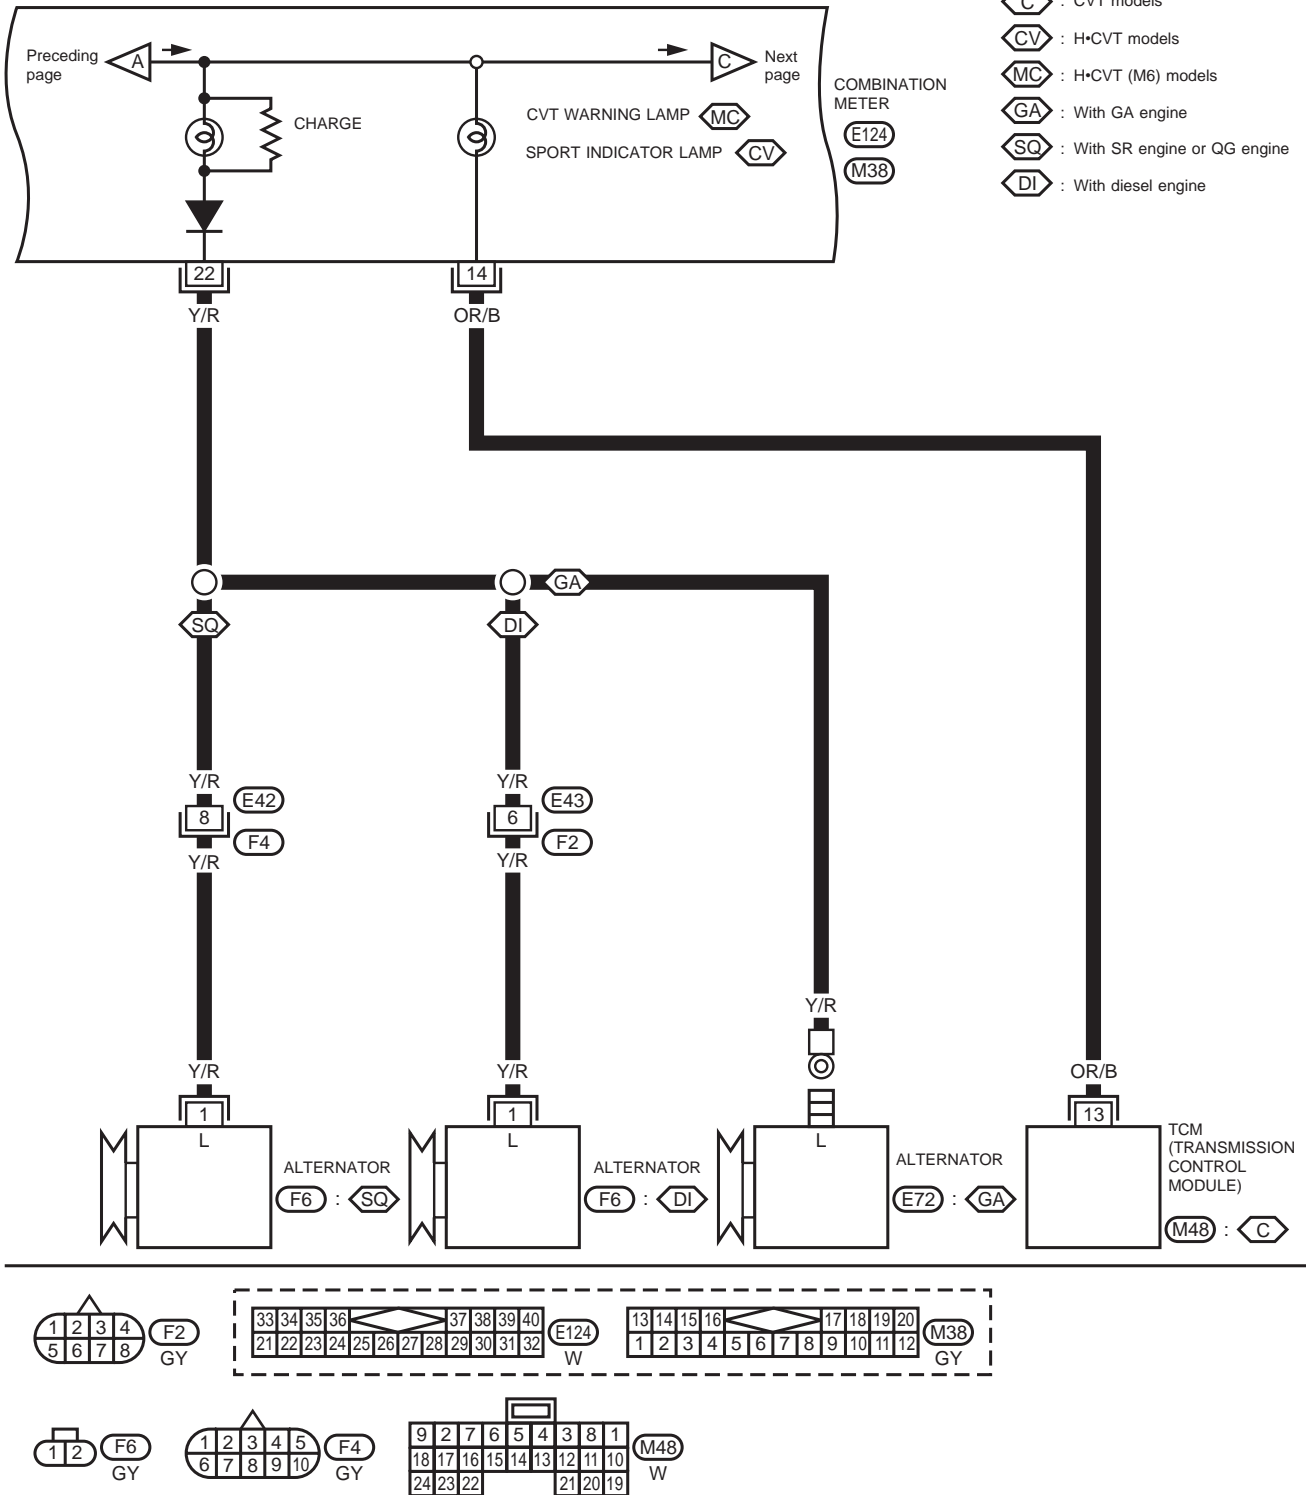 C : CVT models
CV : H•CVT models
MC : H•CVT (M6) models
GA : With GA engine
SQ : With SR engine or QG engine
DI : With diesel engine
Preceding
page
A
C
Next
page
COMBINATION
METER
E124
M38
CHARGE
CVT WARNING LAMP MC
SPORT INDICATOR LAMP CV
22
14
Y/R
OR/B
GA
SQ
DI
Y/R
E42
8
F4
Y/R
Y/R
E43
6
F2
Y/R
Y/R
Y/R
Y/R
OR/B
1
L
1
L
L
13
ALTERNATOR
F6 : SQ
ALTERNATOR
F6 : DI
ALTERNATOR
E72 : GA
TCM
(TRANSMISSION
CONTROL
MODULE)
M48 : C
1 2 3 4
5 6 7 8
F2
GY
33 34 35 36 37 38 39 40
21 22 23 24 25 26 27 28 29 30 31 32
E124
W
13 14 15 16 17 18 19 20
1 2 3 4 5 6 7 8 9 10 11 12
M38
GY
1 2
F6
GY
1 2 3 4 5
6 7 8 9 10
F4
GY
9 2 7 6 5 4 3 8 1
18 17 16 15 14 13 12 11 10
24 23 22 21 20 19
M48
W